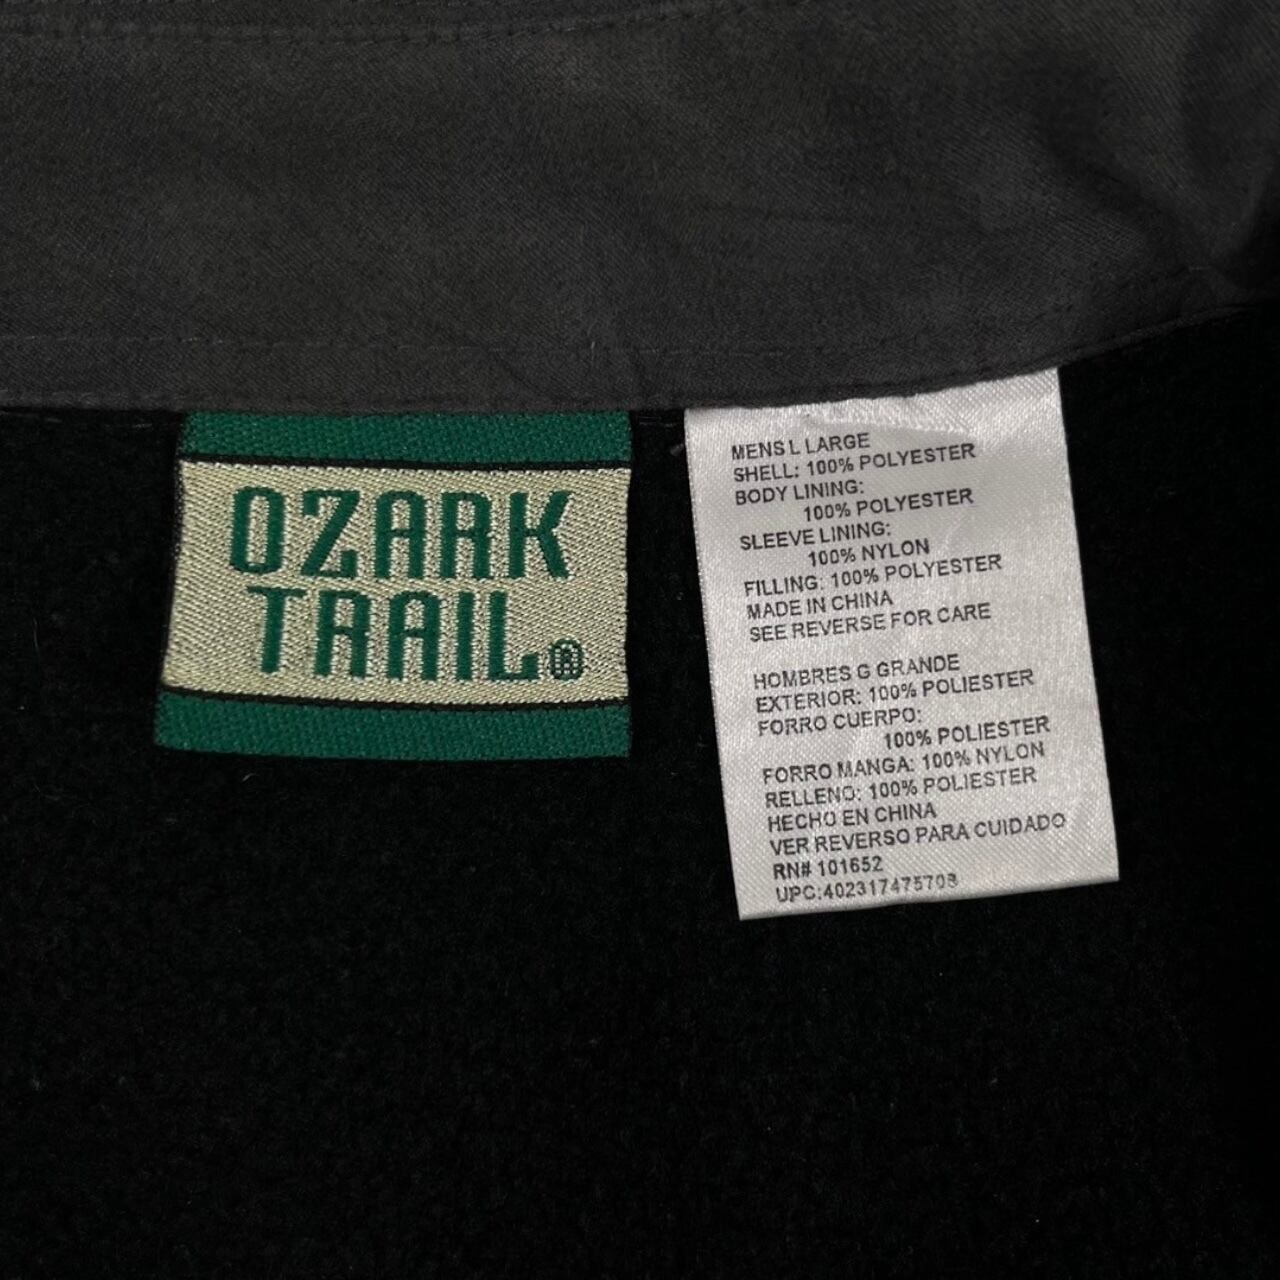 OZARK
TRAIL®
MENS L LARGE
SHELL: 100% POLYESTER
BODY LINING:
100% POLYESTER
SLEEVE LINING:
100% NYLON
FILLING: 100% POLYESTER
MADE IN CHINA
SEE REVERSE FOR CARE
HOMBRES G GRANDE
EXTERIOR: 100% POLIESTER
FORRO CUERPO:
100% POLIESTER
FORRO MANGA: 100% NYLON
RELLENO: 100% POLIESTER
HECHO EN CHINA
VER REVERSO PARA CUIDADO
RN# 101652
UPC:402317475708